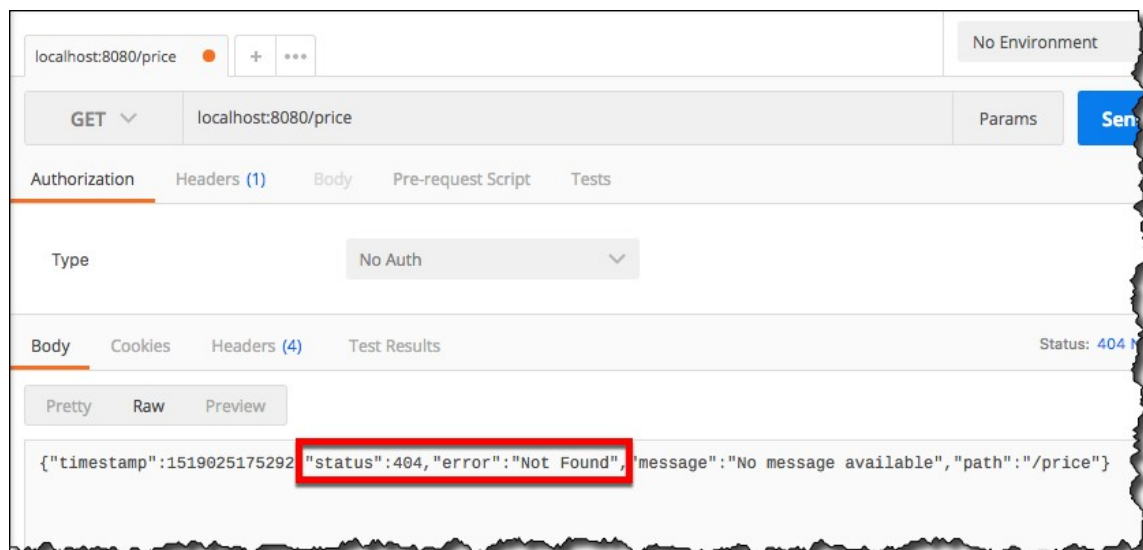 localhost:8080/price + ••• No Environment
GET localhost:8080/price Params
Authorization Headers (1) Body Pre-request Script Tests
Type No Auth
Body Cookies Headers (4) Test Results Status: 404
Pretty Raw Preview
{"timestamp":1519025175292 "status":404,"error":"Not Found", "message":"No message available","path":"/price"}